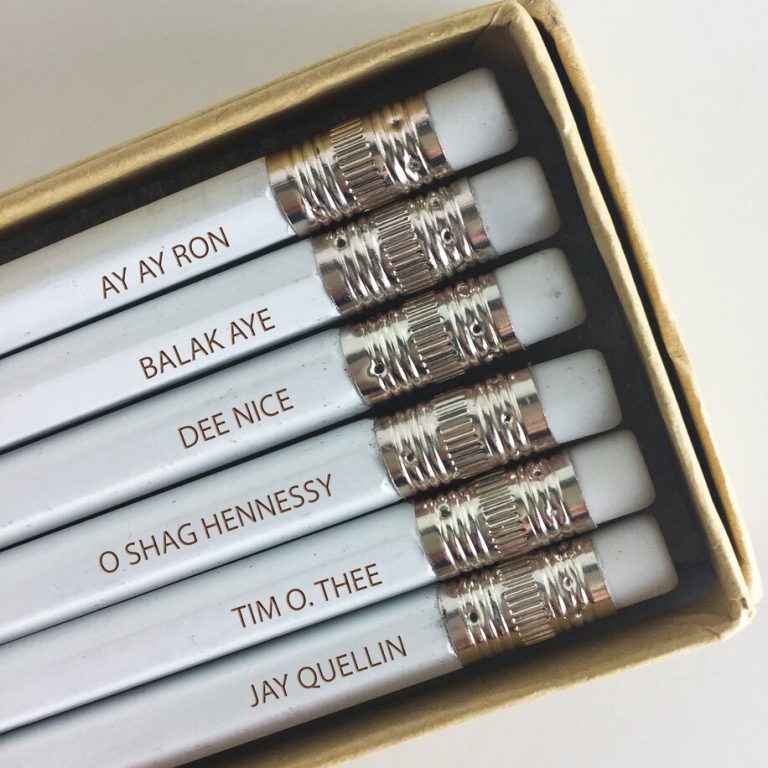 AY AY RON
BALAK AYE
DEE NICE
O SHAG HENNESSY
TIM O. THEE
JAY QUELLIN